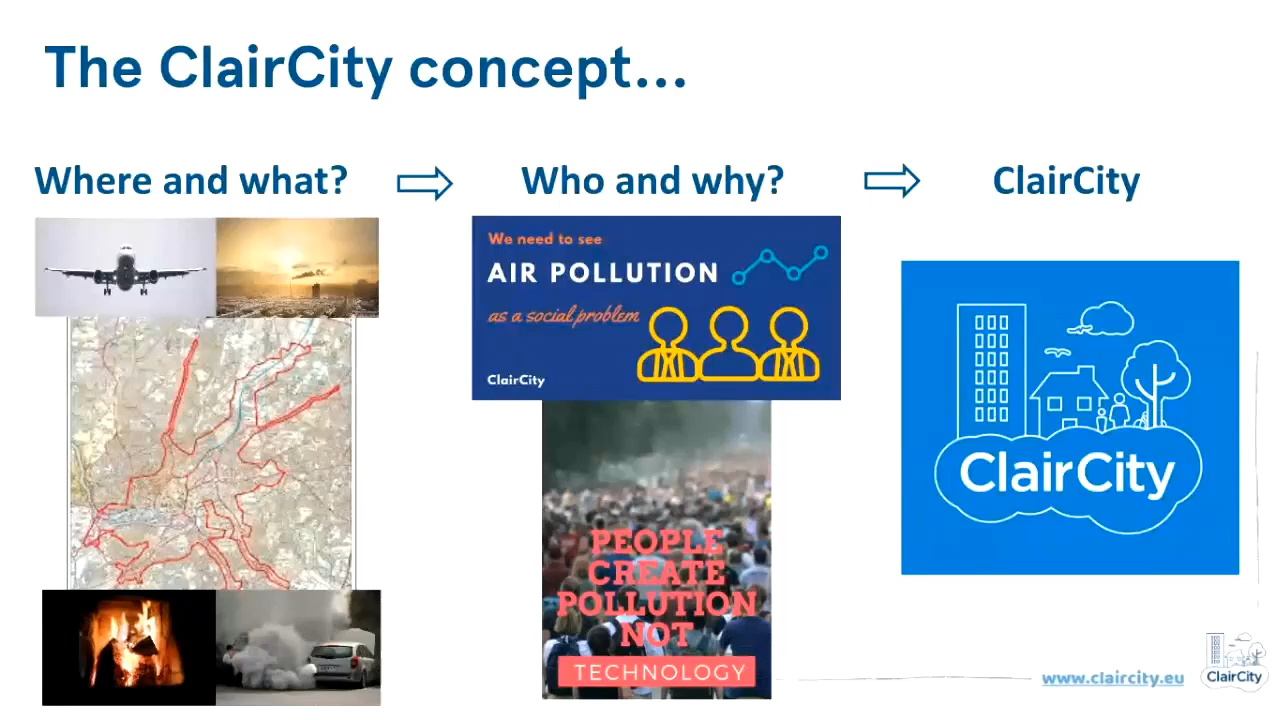 The ClairCity concept...
Where and what?
Who and why?
ClairCity
We need to see
AIR POLLUTION
as a social problem
ClairCity
PEOPLE
CREATE
POLLUTION
NOT
TECHNOLOGY
ClairCity
www.claircity.eu
ClairCity